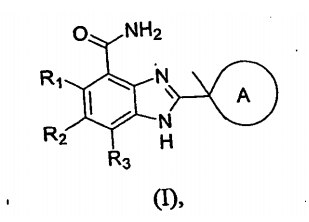 O NH₂
R₁ N A
R₂ N
R₃ H
(I),